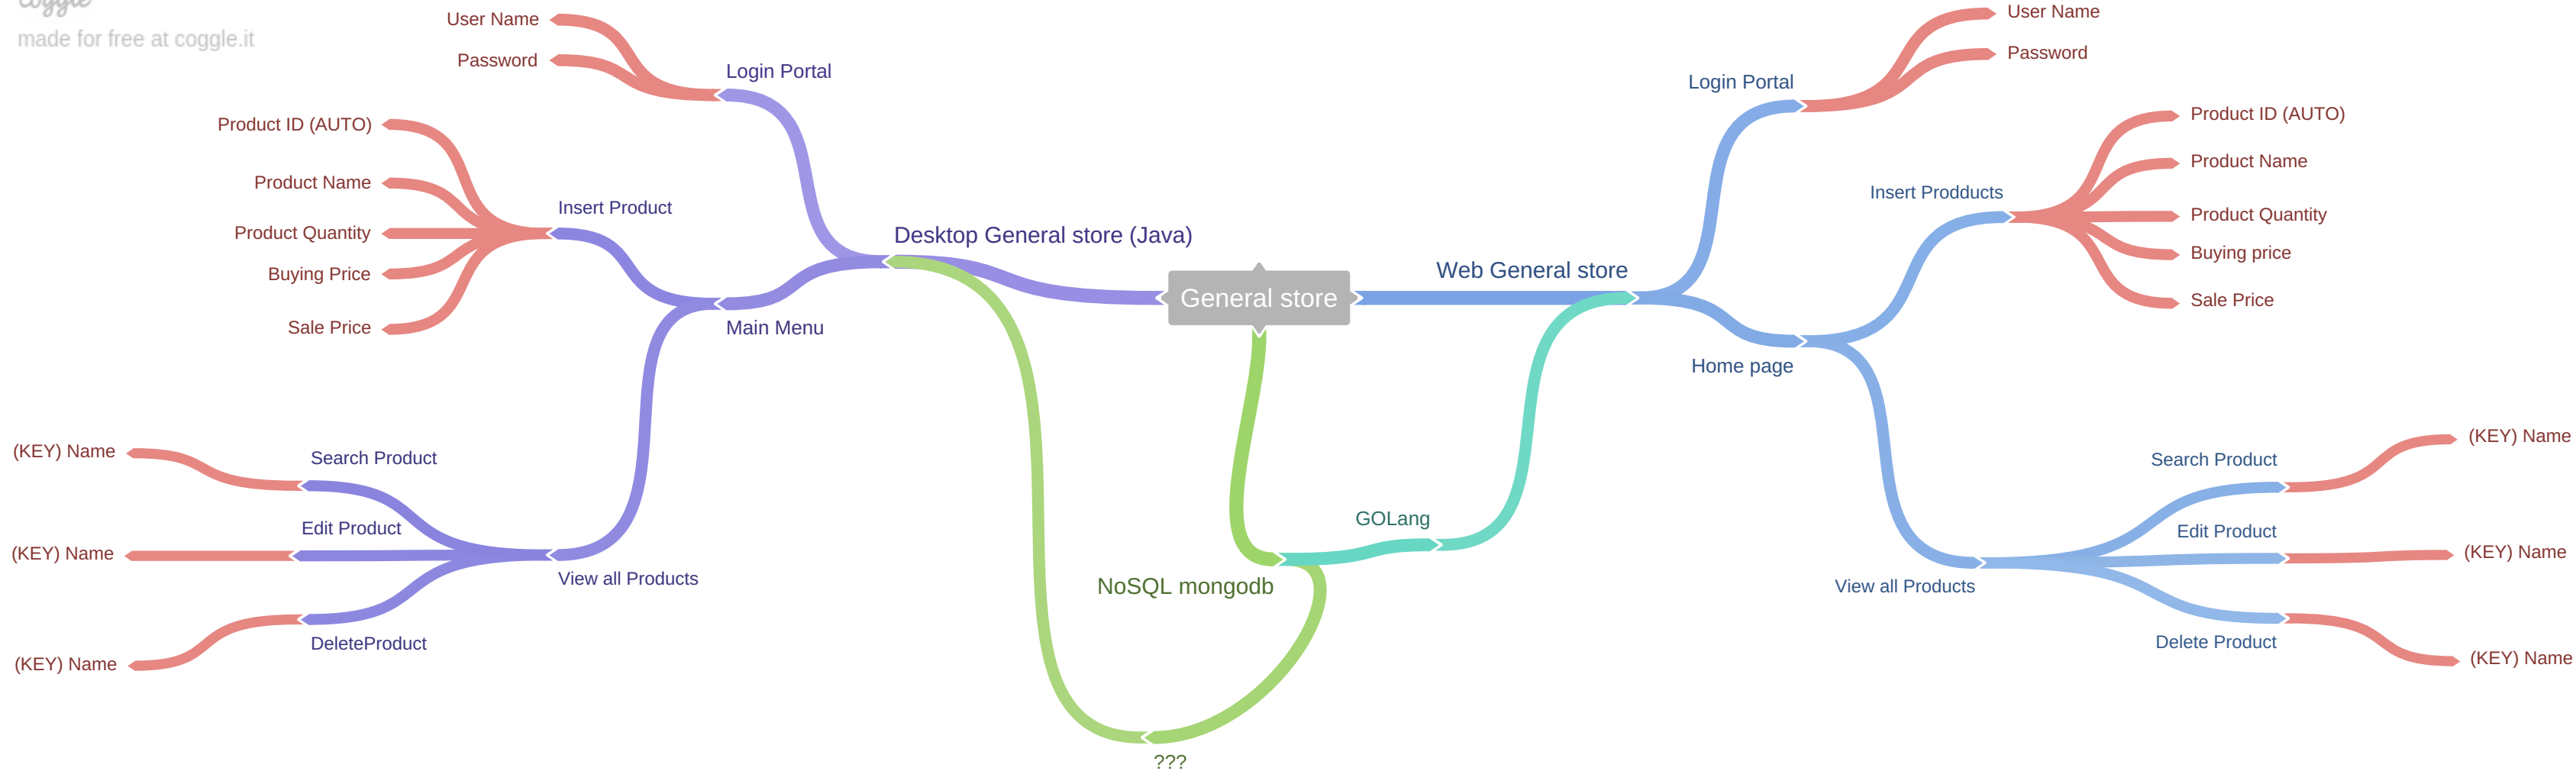 Coggle
made for free at coggle.it
User Name
Password
Login Portal
Product ID (AUTO)
Product Name
Product Quantity
Buying Price
Sale Price
Insert Product
Desktop General store (Java)
Main Menu
(KEY) Name
Search Product
(KEY) Name
Edit Product
(KEY) Name
DeleteProduct
View all Products
General store
NoSQL mongodb
GOLang
???
Web General store
Login Portal
User Name
Password
Home page
Insert Prodducts
Product ID (AUTO)
Product Name
Product Quantity
Buying price
Sale Price
View all Products
Search Product
(KEY) Name
Edit Product
(KEY) Name
Delete Product
(KEY) Name